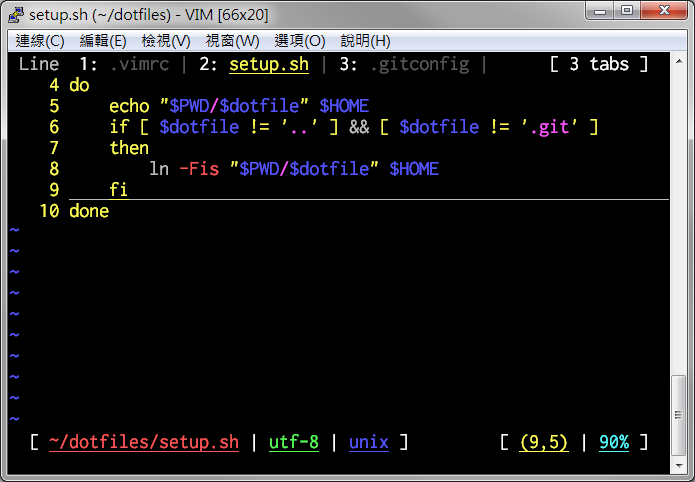 setup.sh (~/dotfiles) - VIM [66x20]
連線(C) 編輯(E) 檢視(V) 視窗(W) 選項(O) 說明(H)
Line 1: .vimrc | 2: setup.sh | 3: .gitconfig | [ 3 tabs ]
4 do
5 echo "$PWD/$dotfile" $HOME
6 if [ $dotfile != '..' ] && [ $dotfile != '.git' ]
7 then
8 ln -Fis "$PWD/$dotfile" $HOME
9 fi
10 done
~
~
~
~
~
~
~
~
~
~
[ ~/dotfiles/setup.sh | utf-8 | unix ] [ (9,5) | 90% ]